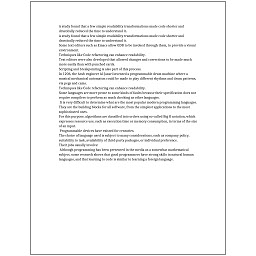 A study found that a few simple readability transformations made code shorter and
drastically reduced the time to understand it.
A study found that a few simple readability transformations made code shorter and
drastically reduced the time to understand it.
Some text editors such as Emacs allow GDB to be invoked through them, to provide a visual
environment.
Techniques like Code refactoring can enhance readability.
Text editors were also developed that allowed changes and corrections to be made much
more easily than with punched cards.
Scripting and breakpointing is also part of this process.
In 1206, the Arab engineer Al-Jazari invented a programmable drum machine where a
musical mechanical automaton could be made to play different rhythms and drum patterns,
via pegs and cams.
Techniques like Code refactoring can enhance readability.
Some languages are more prone to some kinds of faults because their specification does not
require compilers to perform as much checking as other languages.
It is very difficult to determine what are the most popular modern programming languages.
They are the building blocks for all software, from the simplest applications to the most
sophisticated ones.
For this purpose, algorithms are classified into orders using so-called Big O notation, which
expresses resource use, such as execution time or memory consumption, in terms of the size
of an input.
Programmable devices have existed for centuries.
The choice of language used is subject to many considerations, such as company policy,
suitability to task, availability of third-party packages, or individual preference.
Their jobs usually involve:
Although programming has been presented in the media as a somewhat mathematical
subject, some research shows that good programmers have strong skills in natural human
languages, and that learning to code is similar to learning a foreign language.